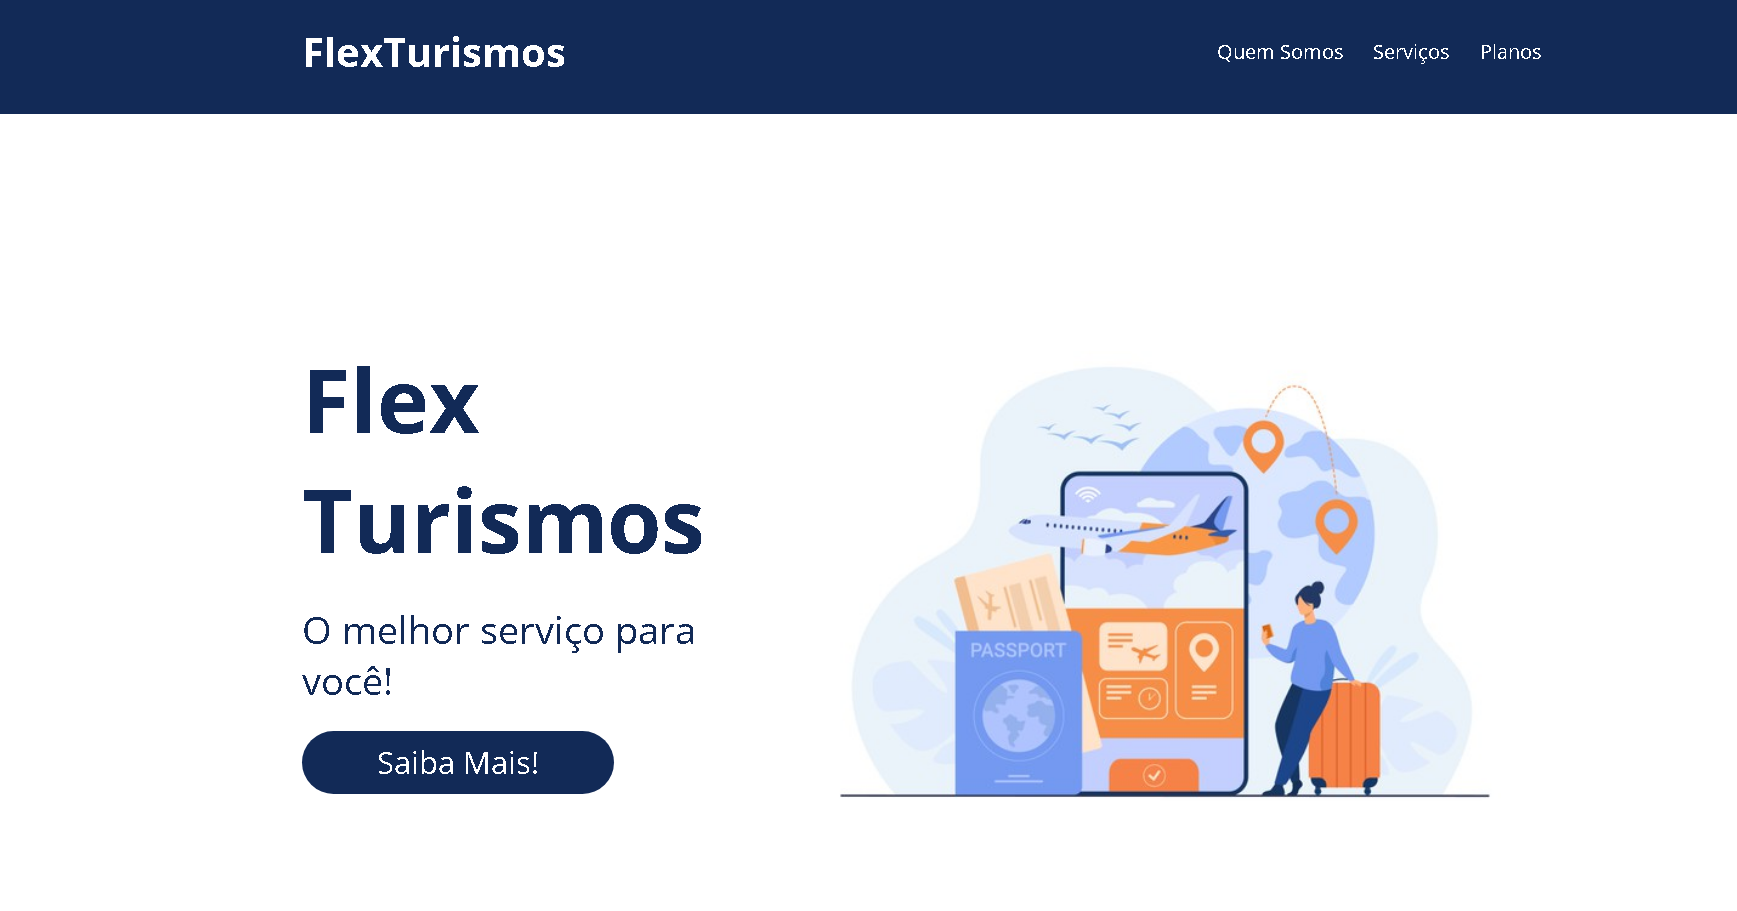 FlexTurismos
Quem Somos Serviços Planos
Flex
Turismos
O melhor serviço para
você!
Saiba Mais!
PASSPORT